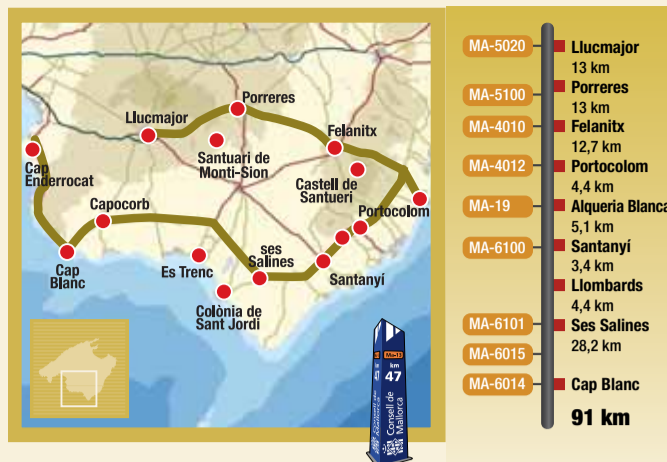 Porreres
Llucmajor
Felanitx
Santuari de
Monti-Sion
Cap
Enderrocat
Castell de
Santueri
Capocorb
Portocolom
Cap
Blanc
Es Trenc
ses
Salines
Santanyí
Colònia de
Sant Jordi
Ma-13
km
47
Consell de
Mallorca
MA-5020
Llucmajor
13 km
MA-5100
Porreres
13 km
MA-4010
Felanitx
12,7 km
MA-4012
Portocolom
4,4 km
MA-19
Alqueria Blanca
5,1 km
MA-6100
Santanyí
3,4 km
Llombards
4,4 km
MA-6101
Ses Salines
28,2 km
MA-6015
MA-6014
Cap Blanc
91 km